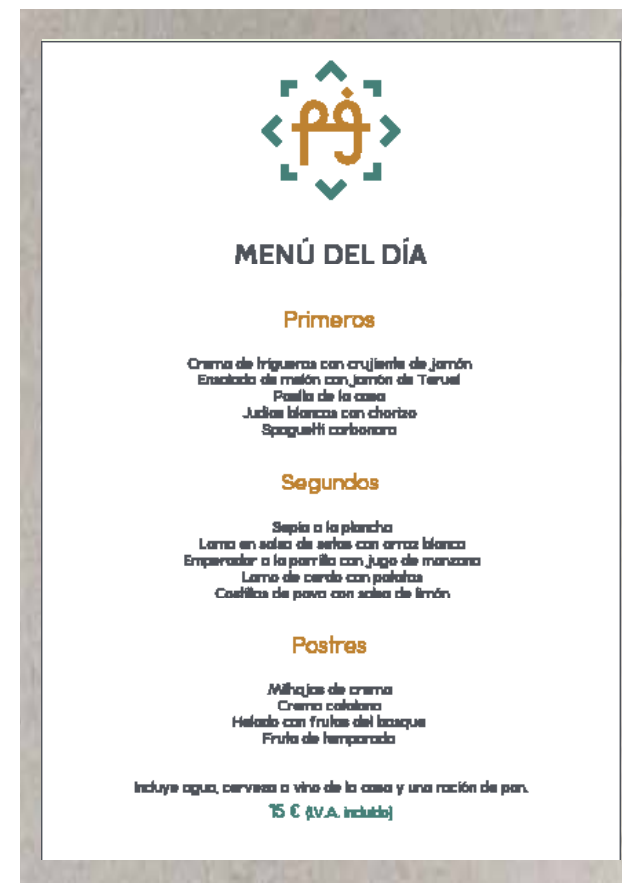 MENÚ DEL DÍA
Primeros
Crema de trigueros con crujiente de jamón
Ensalada de melón con jamón de Teruel
Paella de la casa
Judías blancas con chorizo
Spaguetti carbonara
Segundos
Sepia a la plancha
Lomo en salsa de setas con arroz blanco
Emperador a la parrilla con jugo de manzana
Lomo de cerdo con patatas
Costillas de pavo con salsa de limón
Postres
Milhojas de crema
Crema catalana
Helado con frutas del bosque
Fruta de temporada
Incluye agua, cerveza o vino de la casa y una ración de pan.
15 € (I.V.A. incluido)